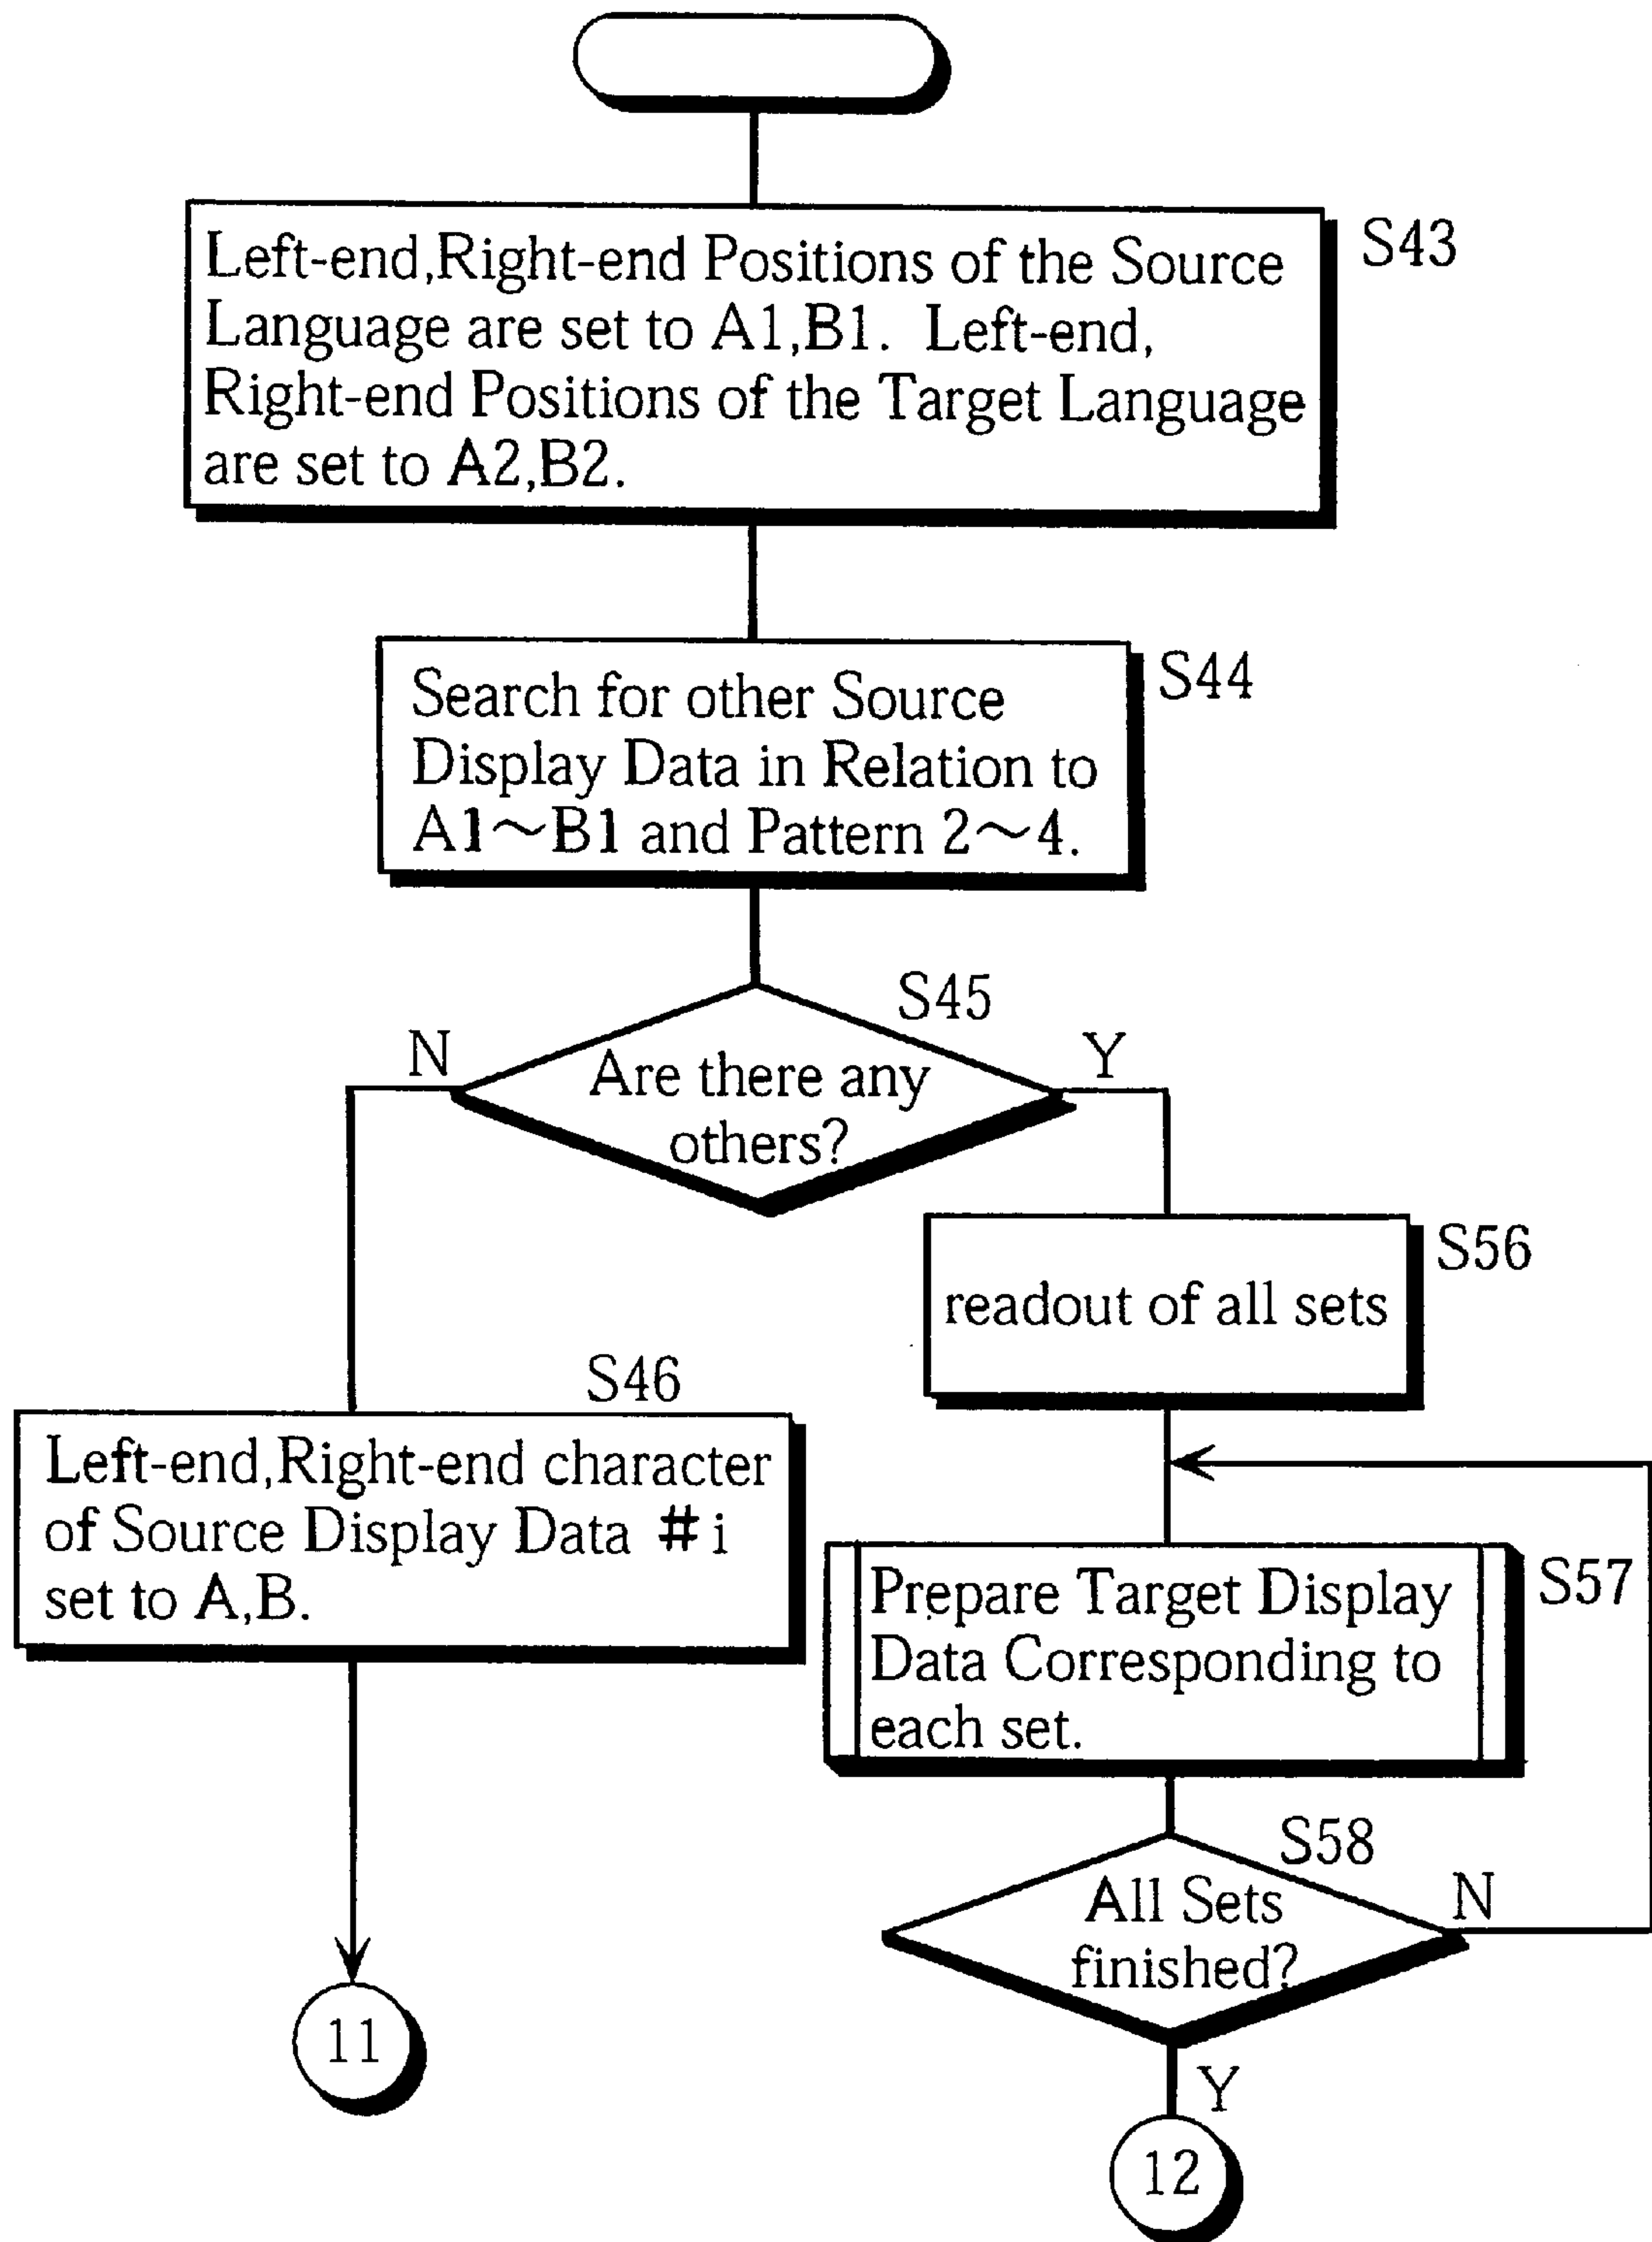 S43
Left-end,Right-end Positions of the Source
Language are set to A1,B1. Left-end,
Right-end Positions of the Target Language
are set to A2,B2.
S44
Search for other Source
Display Data in Relation to
A1～B1 and Pattern 2～4.
S45
N
Y
Are there any
others?
S56
readout of all sets
S46
Left-end,Right-end character
of Source Display Data #i
set to A,B.
S57
Prepare Target Display
Data Corresponding to
each set.
S58
All Sets
finished?
N
Y
11
12